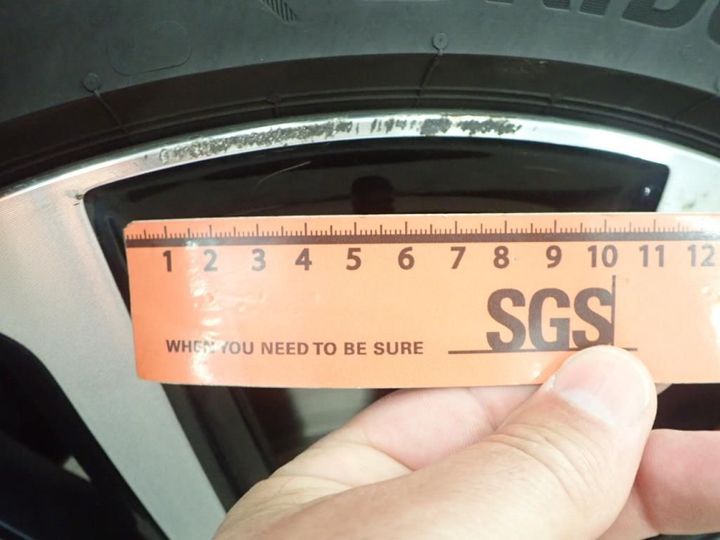 1 2 3 4 5 6 7 8 9 10 11 12
SGS
WHEN YOU NEED TO BE SURE